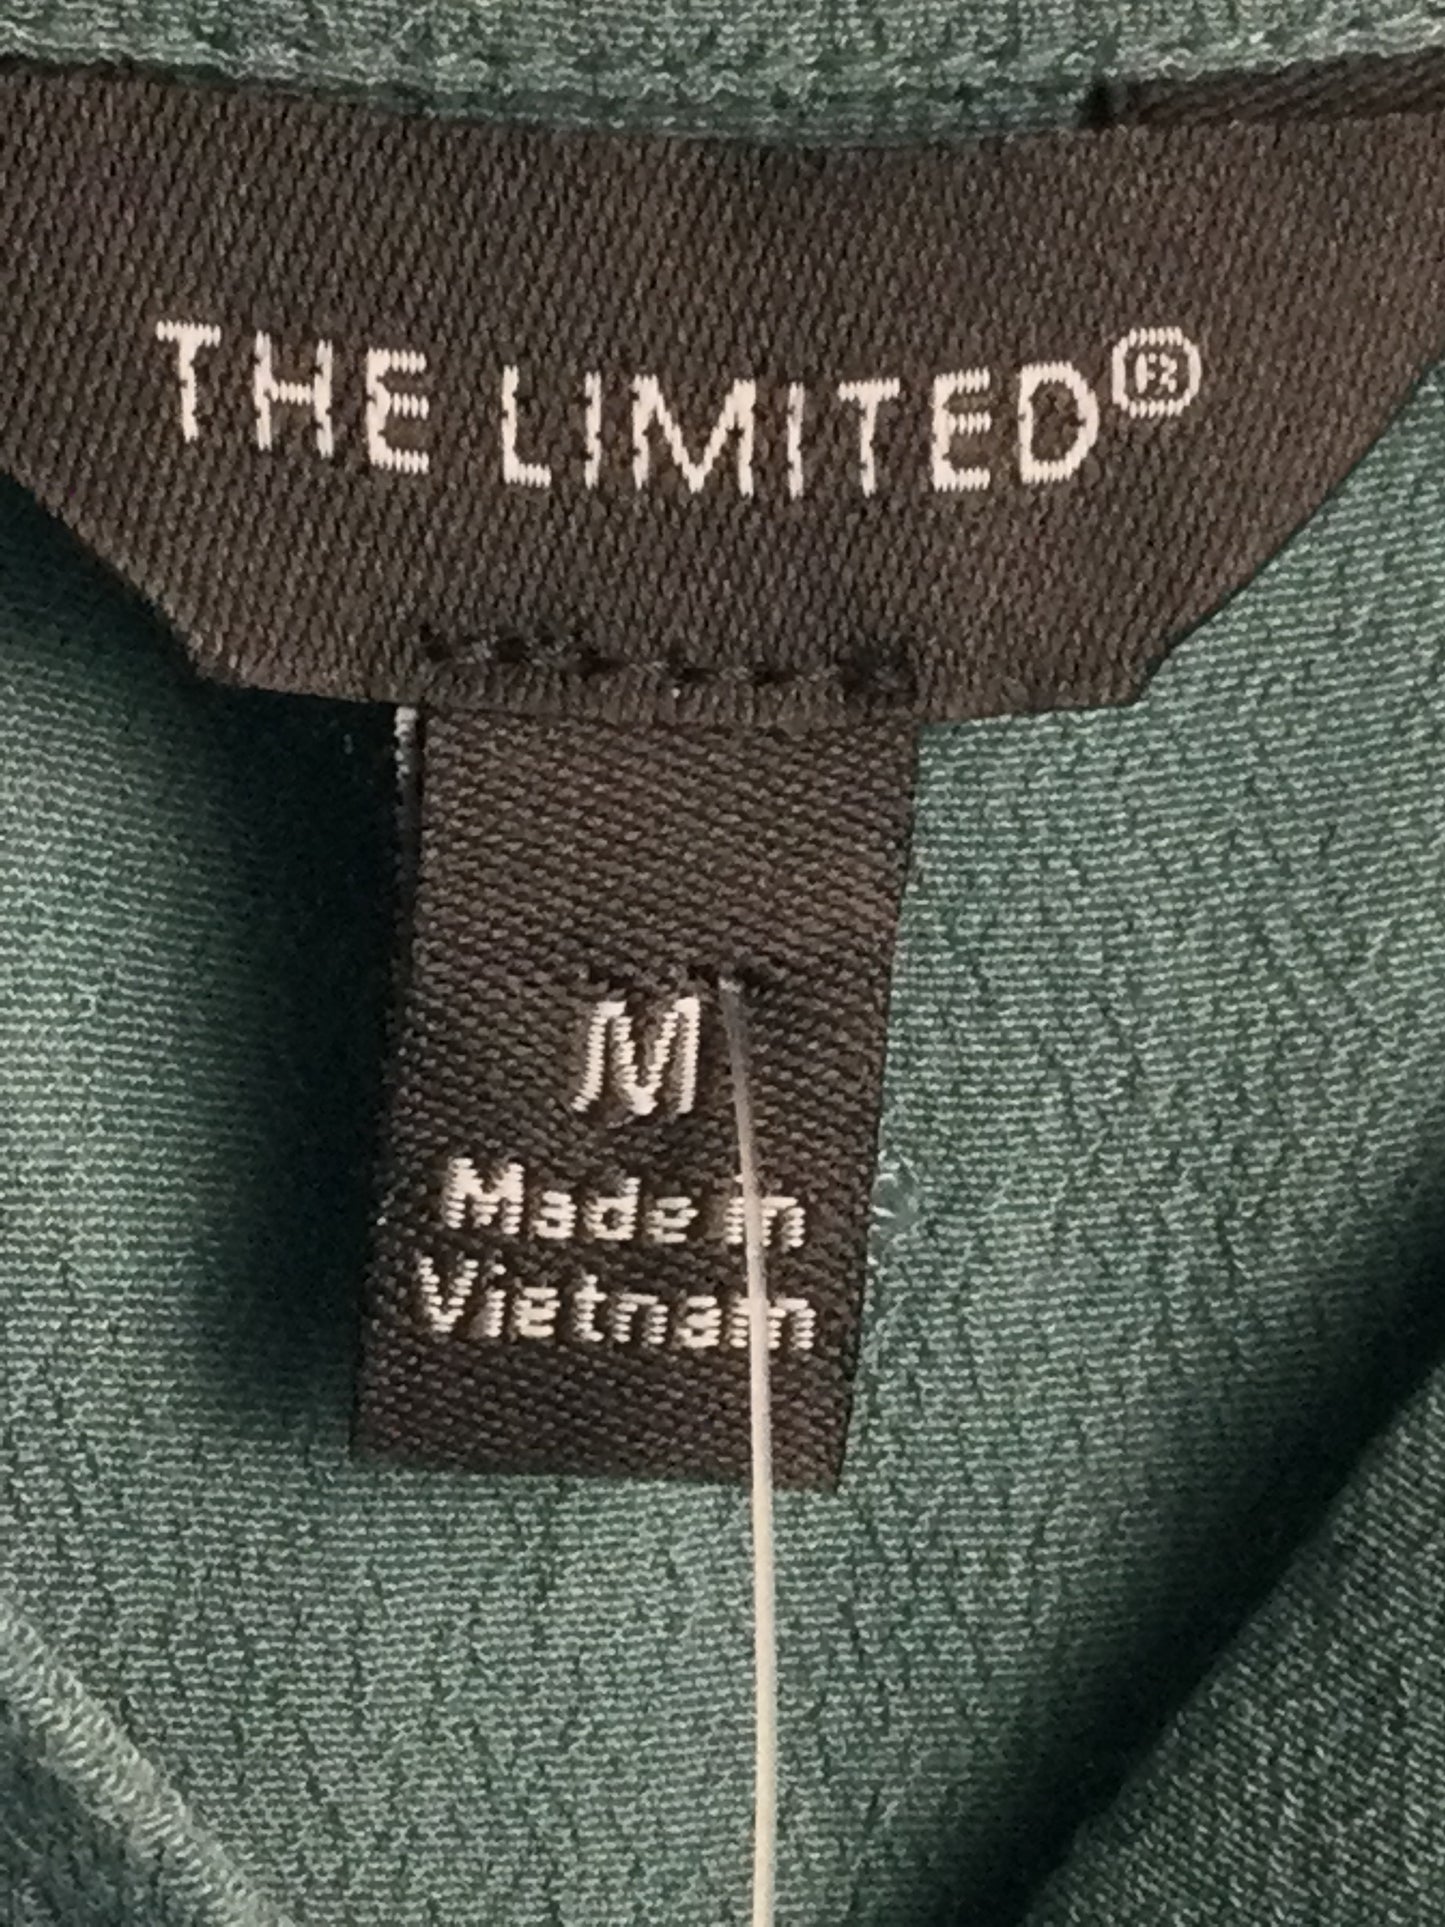 THE LIMITED®
M
Made in
Vietnam